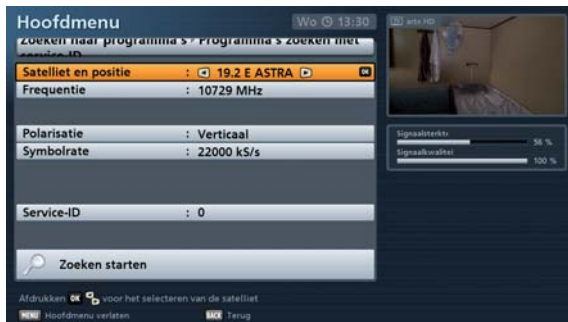 Hoofdmenu
Wo 13:30
arte HD
Zoeken naar programma's - Programma's zoeken met
service-ID
Satelliet en positie : 19.2 E ASTRA OK
Frequentie : 10729 MHz
Polarisatie : Verticaal
Symbolrate : 22000 kS/s
Service-ID : 0
Zoeken starten
Signaalsterkte
56 %
Signaalkwalitei
100 %
Afdrukken OK voor het selecteren van de satelliet
MENU Hoofdmenu verlaten BACK Terug